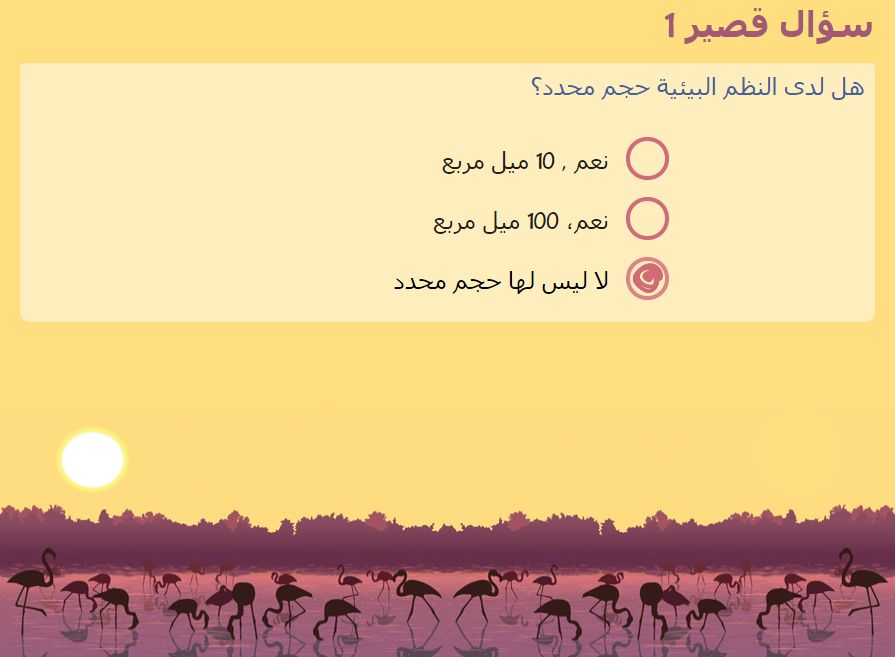 سؤال قصير 1
هل لدى النظم البيئية حجم محدد؟
نعم , 10 ميل مربع
نعم، 100 ميل مربع
لا ليس لها حجم محدد